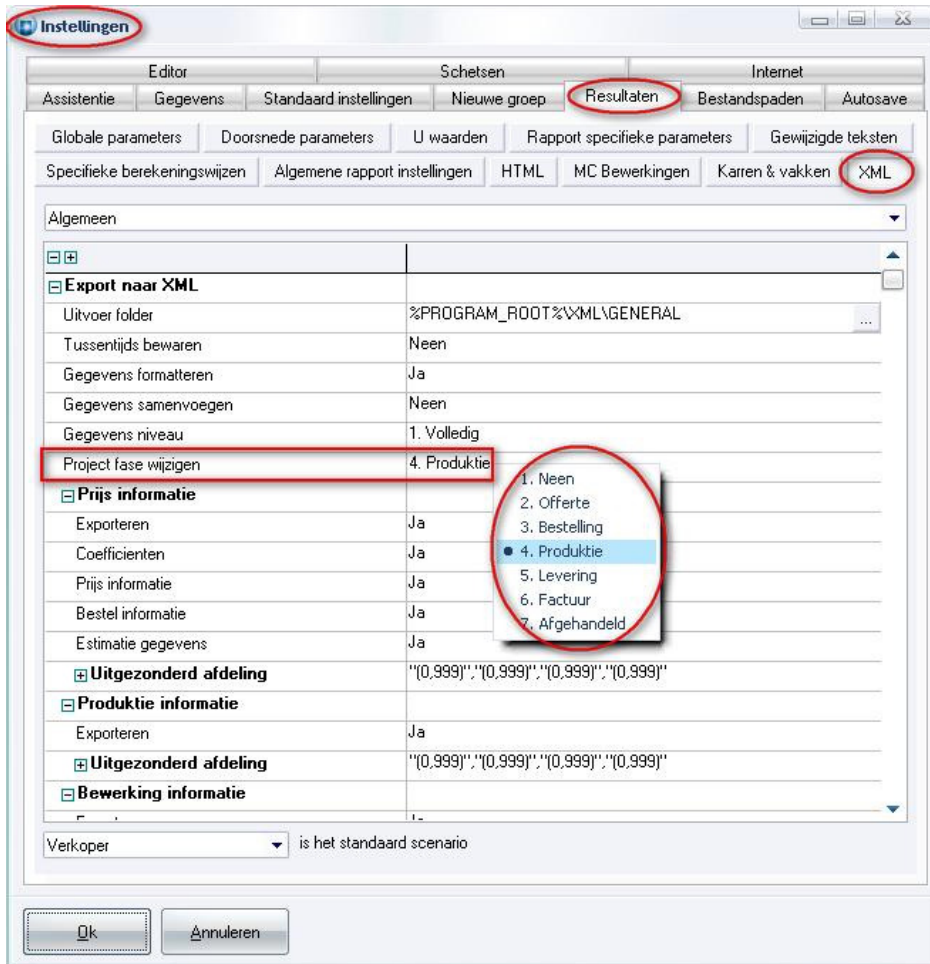 Instellingen
Editor Schetsen Internet
Assistentie Gegevens Standaard instellingen Nieuwe groep Resultaten Bestandspaden Autosave
Globale parameters Doorsnede parameters U waarden Rapport specifieke parameters Gewijzigde teksten
Specifieke berekeningswijzen Algemene rapport instellingen HTML MC Bewerkingen Karren & vakken XML
Algemeen
Export naar XML
Uitvoer folder %PROGRAM_ROOT%\XML\GENERAL ...
Tussentijds bewaren Neen
Gegevens formatteren Ja
Gegevens samenvoegen Neen
Gegevens niveau 1. Volledig
Project fase wijzigen 4. Produktie
1. Neen
2. Offerte
3. Bestelling
4. Produktie
5. Levering
6. Factuur
7. Afgehandeld
Prijs informatie
Exporteren Ja
Coefficienten Ja
Prijs informatie Ja
Bestel informatie Ja
Estimatie gegevens Ja
Uitgezonderd afdeling "(0,999)","(0,999)","(0,999)","(0,999)"
Produktie informatie
Exporteren Ja
Uitgezonderd afdeling "(0,999)","(0,999)","(0,999)","(0,999)"
Bewerking informatie
Verkoper is het standaard scenario
Ok Annuleren